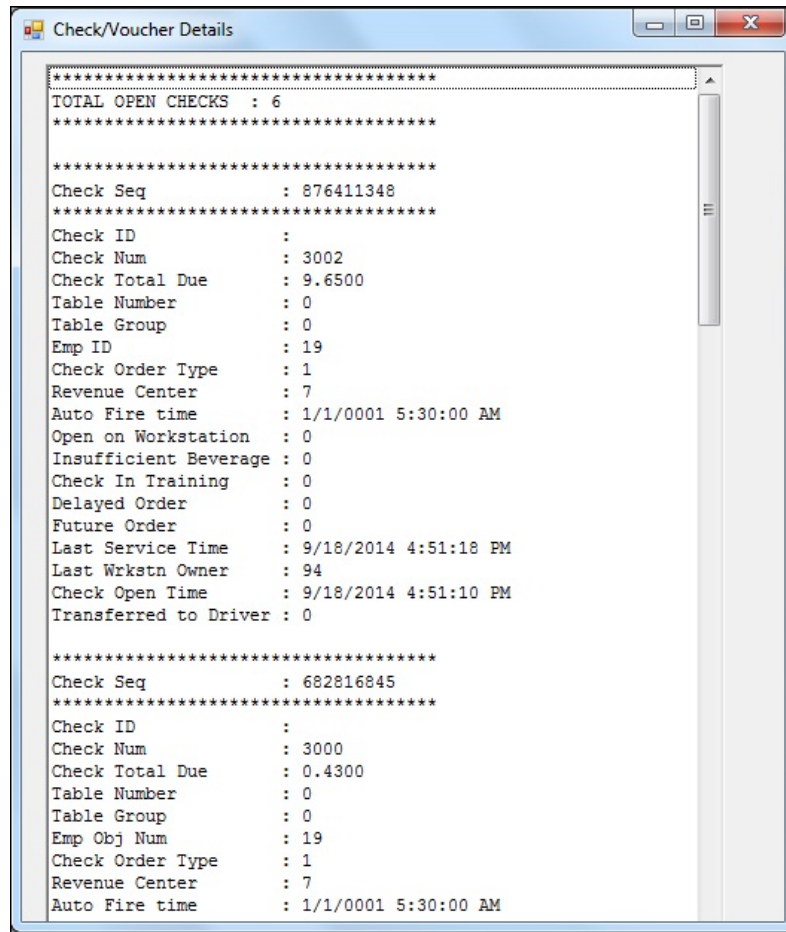 Check/Voucher Details
*************************************
TOTAL OPEN CHECKS  : 6
*************************************
*************************************
Check Seq             : 876411348
*************************************
Check ID              :
Check Num             : 3002
Check Total Due       : 9.6500
Table Number          : 0
Table Group           : 0
Emp ID                : 19
Check Order Type      : 1
Revenue Center        : 7
Auto Fire time        : 1/1/0001 5:30:00 AM
Open on Workstation   : 0
Insufficient Beverage : 0
Check In Training     : 0
Delayed Order         : 0
Future Order          : 0
Last Service Time     : 9/18/2014 4:51:18 PM
Last Wrkstn Owner     : 94
Check Open Time       : 9/18/2014 4:51:10 PM
Transferred to Driver : 0
*************************************
Check Seq             : 682816845
*************************************
Check ID              :
Check Num             : 3000
Check Total Due       : 0.4300
Table Number          : 0
Table Group           : 0
Emp Obj Num           : 19
Check Order Type      : 1
Revenue Center        : 7
Auto Fire time        : 1/1/0001 5:30:00 AM